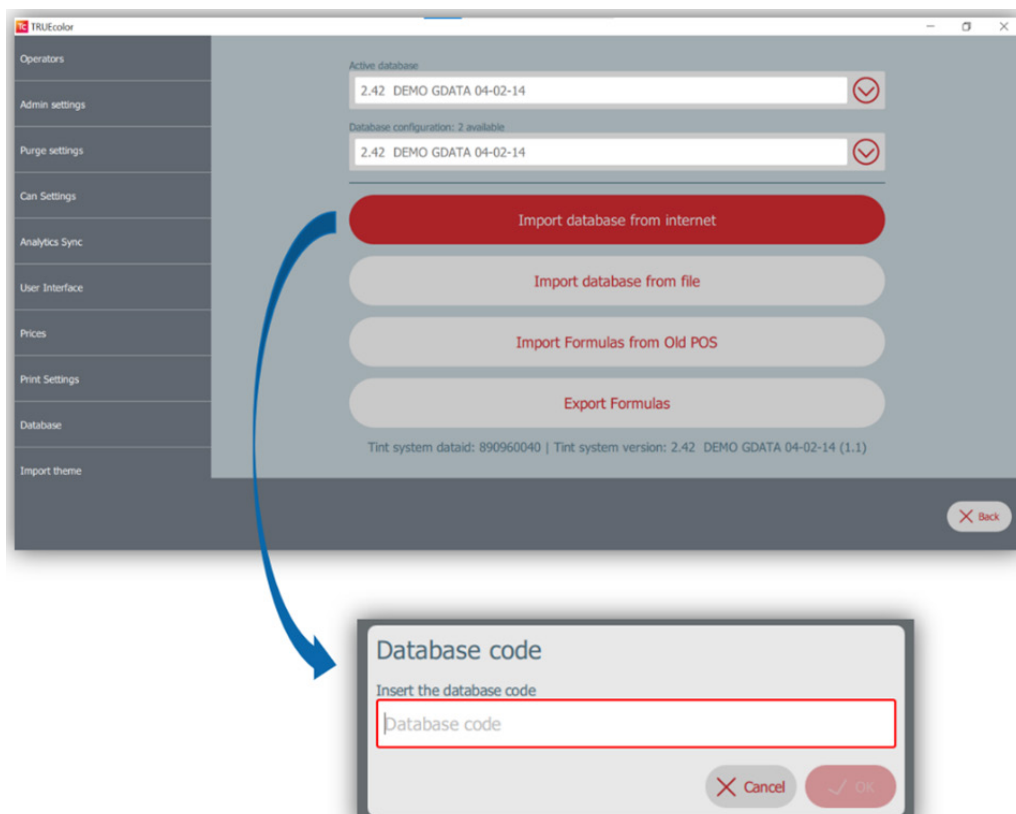 Tc TRUEcolor
Operators
Admin settings
Purge settings
Can Settings
Analytics Sync
User Interface
Prices
Print Settings
Database
Import theme
Active database
2.42 DEMO GDATA 04-02-14
Database configuration: 2 available
2.42 DEMO GDATA 04-02-14
Import database from internet
Import database from file
Import Formulas from Old POS
Export Formulas
Tint system dataid: 890960040 | Tint system version: 2.42 DEMO GDATA 04-02-14 (1.1)
Back
Database code
Insert the database code
Database code
Cancel
OK